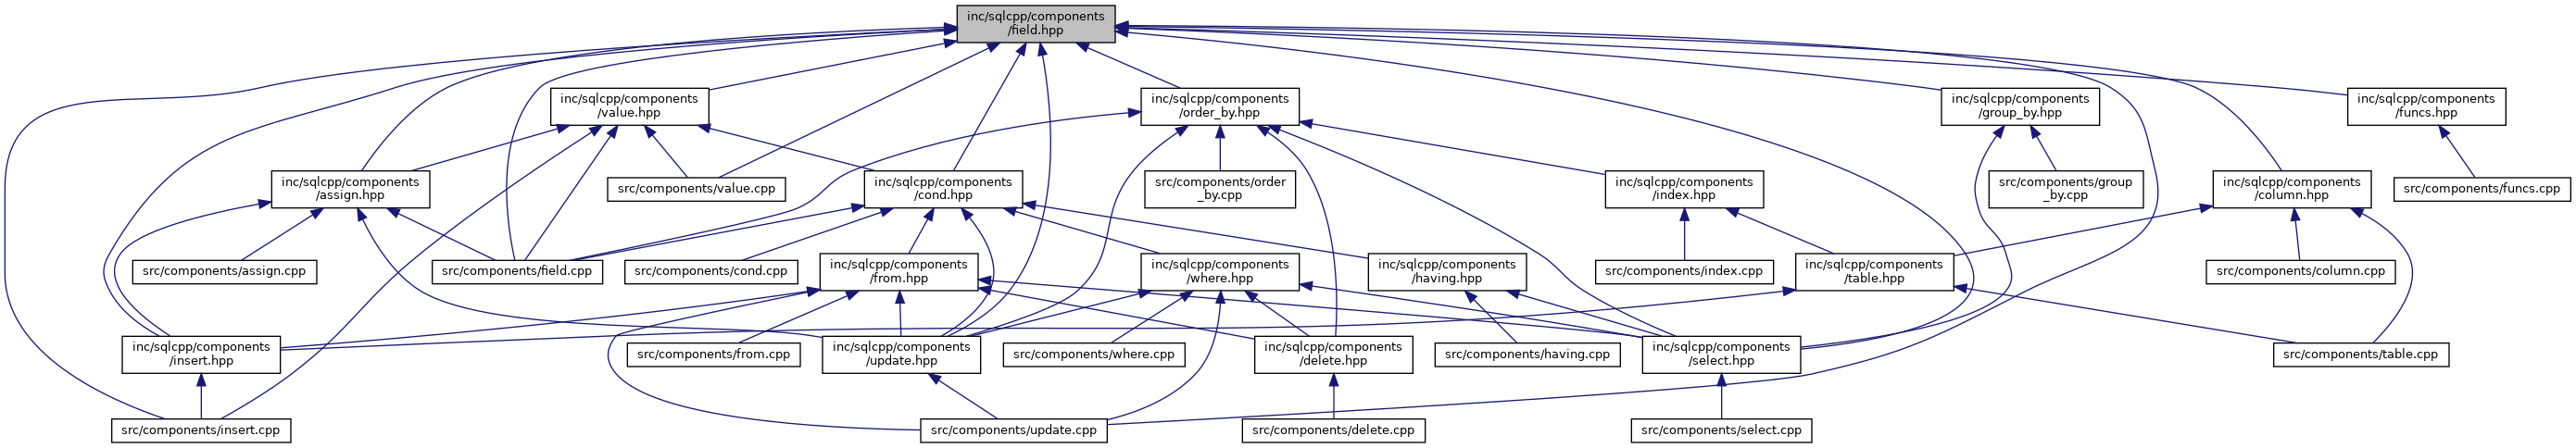 inc/sqlcpp/components
/field.hpp
inc/sqlcpp/components
/value.hpp
inc/sqlcpp/components
/order_by.hpp
inc/sqlcpp/components
/group_by.hpp
inc/sqlcpp/components
/funcs.hpp
inc/sqlcpp/components
/assign.hpp
src/components/value.cpp
inc/sqlcpp/components
/cond.hpp
src/components/order
_by.cpp
inc/sqlcpp/components
/index.hpp
src/components/group
_by.cpp
inc/sqlcpp/components
/column.hpp
src/components/funcs.cpp
src/components/assign.cpp
src/components/field.cpp
src/components/cond.cpp
inc/sqlcpp/components
/from.hpp
inc/sqlcpp/components
/where.hpp
inc/sqlcpp/components
/having.hpp
src/components/index.cpp
inc/sqlcpp/components
/table.hpp
src/components/column.cpp
inc/sqlcpp/components
/insert.hpp
src/components/from.cpp
inc/sqlcpp/components
/update.hpp
src/components/where.cpp
inc/sqlcpp/components
/delete.hpp
src/components/having.cpp
inc/sqlcpp/components
/select.hpp
src/components/table.cpp
src/components/insert.cpp
src/components/update.cpp
src/components/delete.cpp
src/components/select.cpp